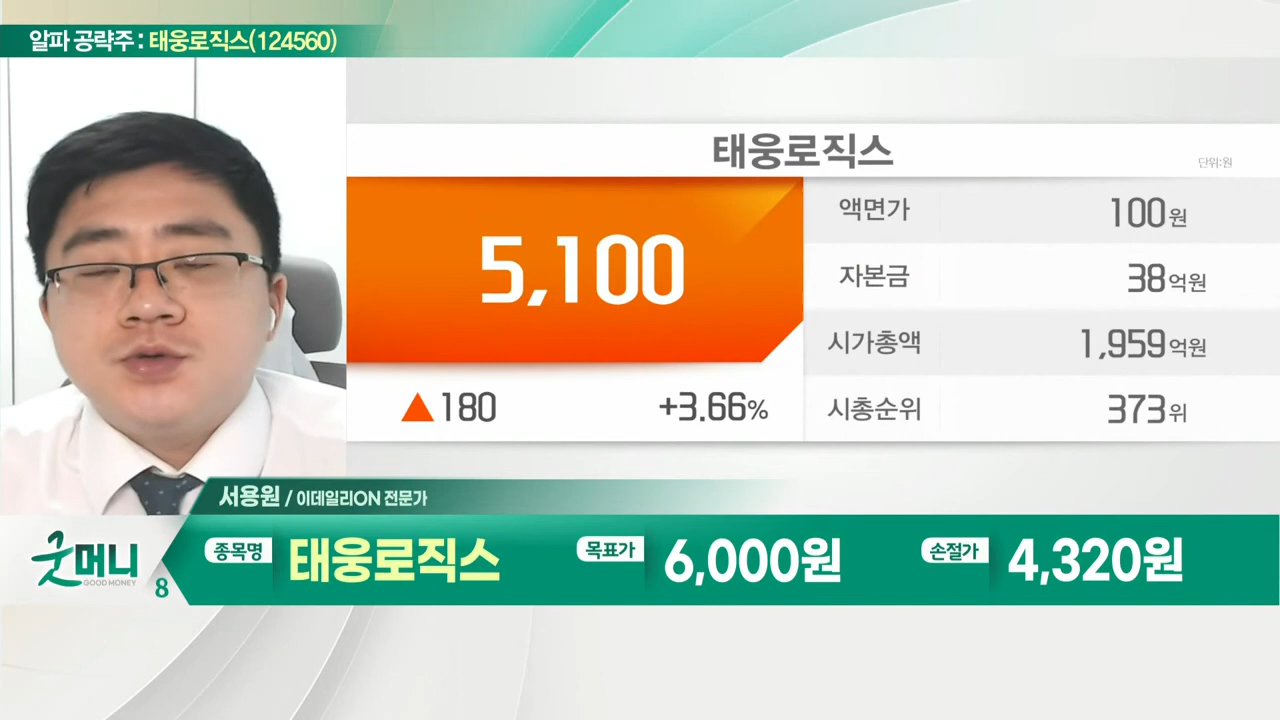 알파 공략주 : 태웅로직스(124560)
태웅로직스
단위:원
5,100
▲180 +3.66%
액면가 100원
자본금 38억원
시가총액 1,959억원
시총순위 373위
서용원 / 이데일리ON 전문가
굿머니
GOOD MONEY
8
종목명 태웅로직스 목표가 6,000원 손절가 4,320원